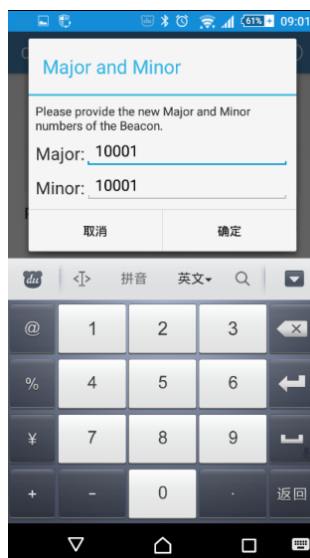 61%
09:01
Major and Minor
Please provide the new Major and Minor
numbers of the Beacon.
Major: 10001
Minor: 10001
取消 确定
du 拼音 英文
@ 1 2 3
% 4 5 6
¥ 7 8 9
+ - 0 . 返回